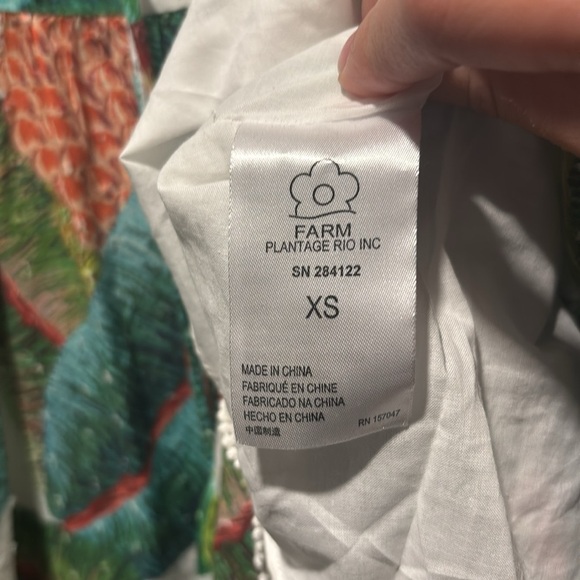 FARM
PLANTAGE RIO INC
SN 284122
XS
MADE IN CHINA
FABRIQUÉ EN CHINE
FABRICADO NA CHINA
HECHO EN CHINA
中国制造
RN 157047